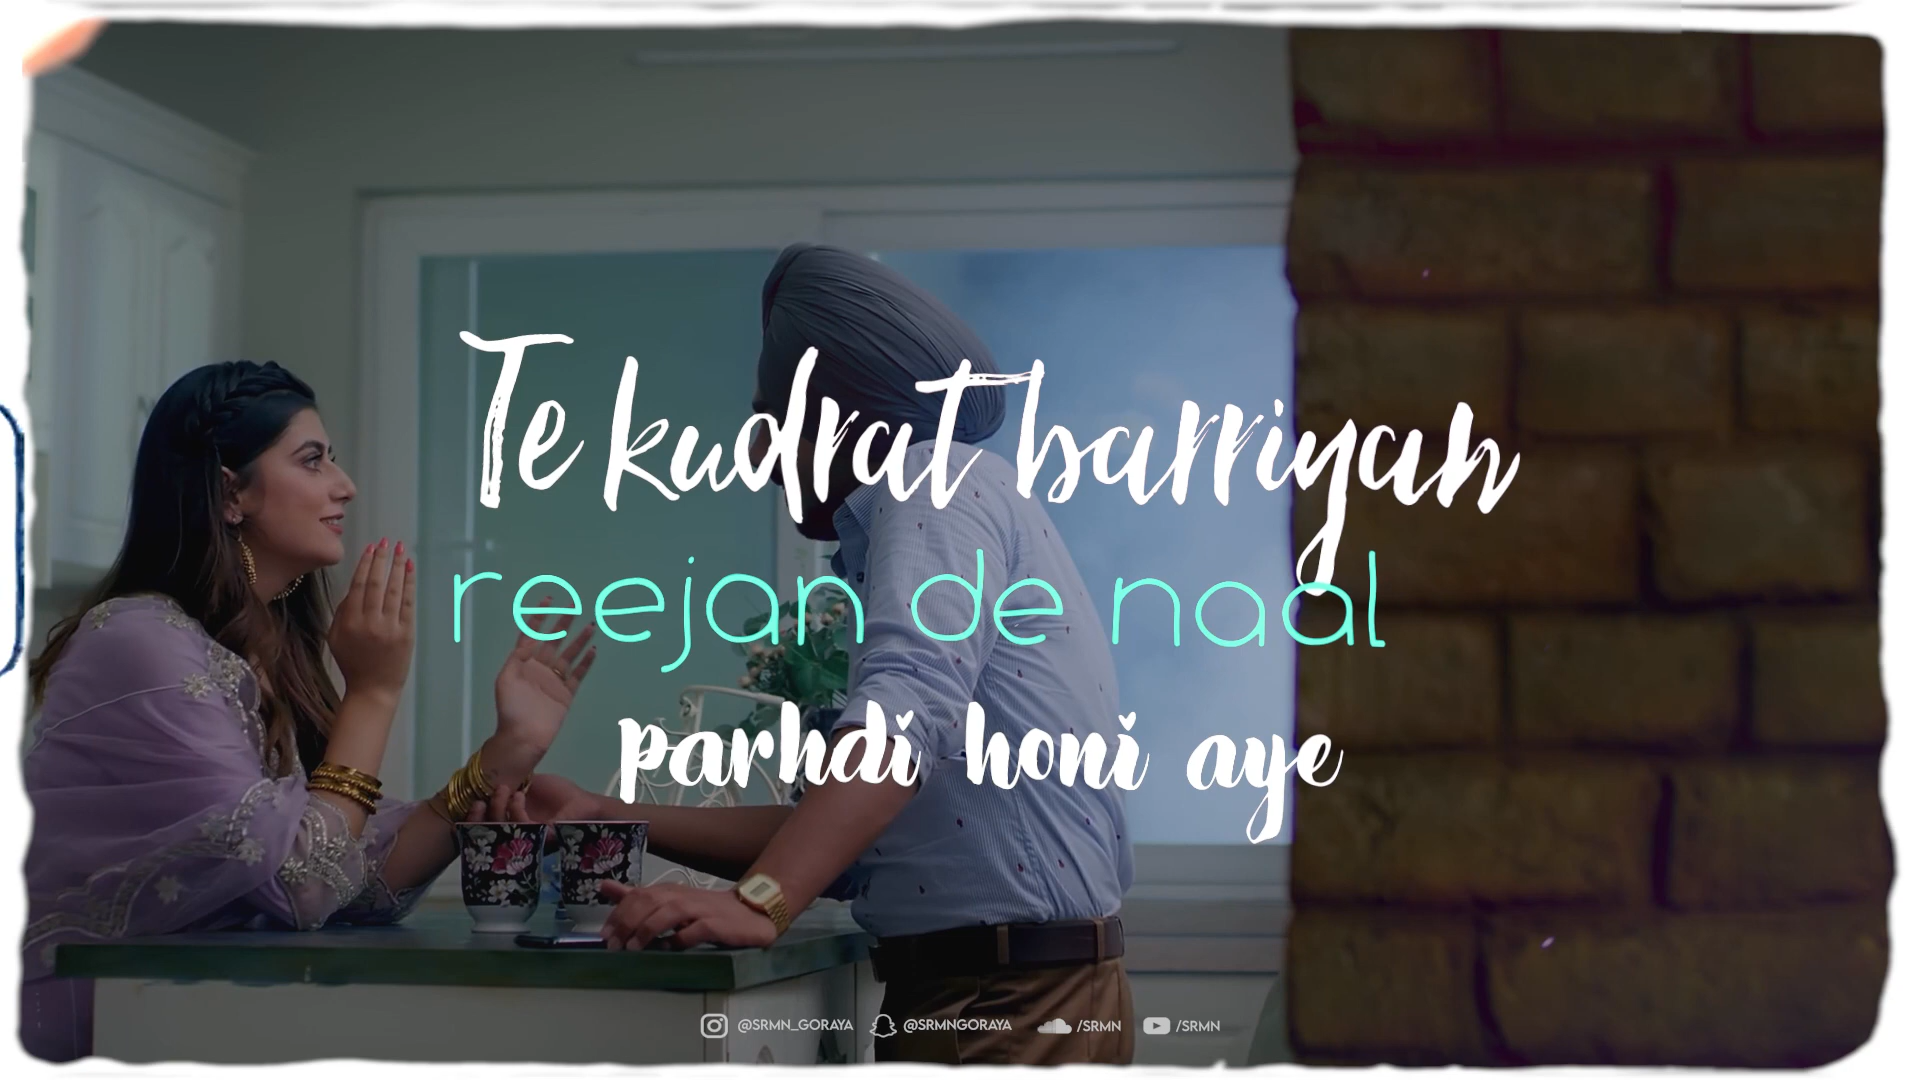 Te kudrat barriyan
reejan de naal
parhdi honi aye
@SRMN_GORAYA @SRMNGORAYA /SRMN /SRMN